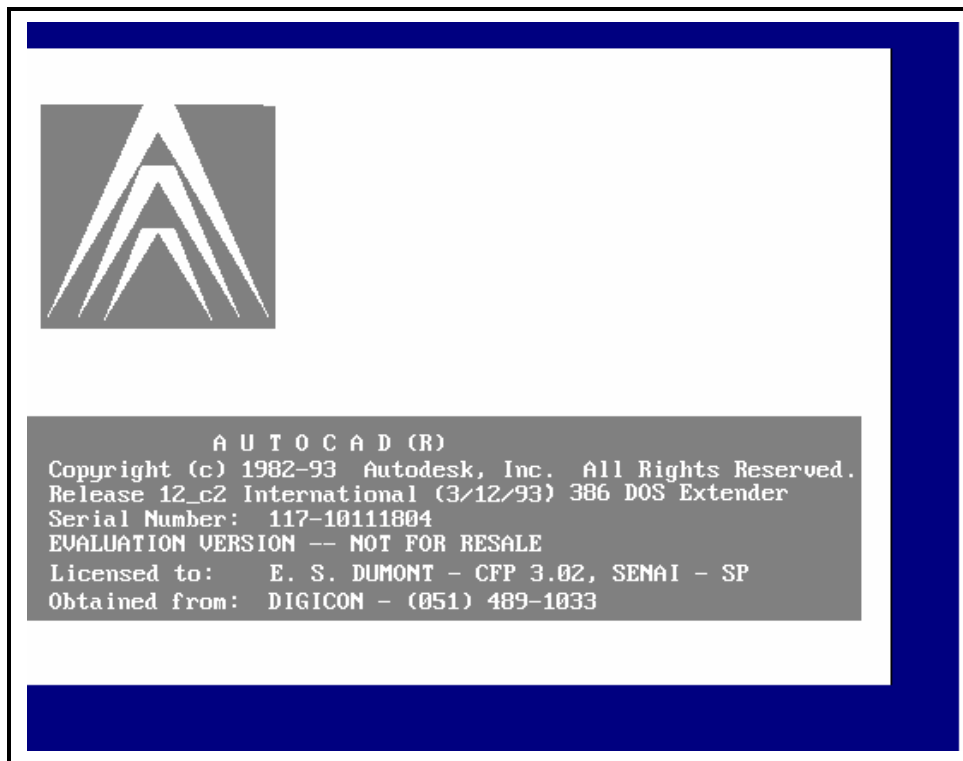 A U T O C A D (R)
Copyright (c) 1982-93 Autodesk, Inc. All Rights Reserved.
Release 12_c2 International (3/12/93) 386 DOS Extender
Serial Number: 117-10111804
EVALUATION VERSION -- NOT FOR RESALE
Licensed to: E. S. DUMONT - CFP 3.02, SENAI - SP
Obtained from: DIGICON - (051) 489-1033